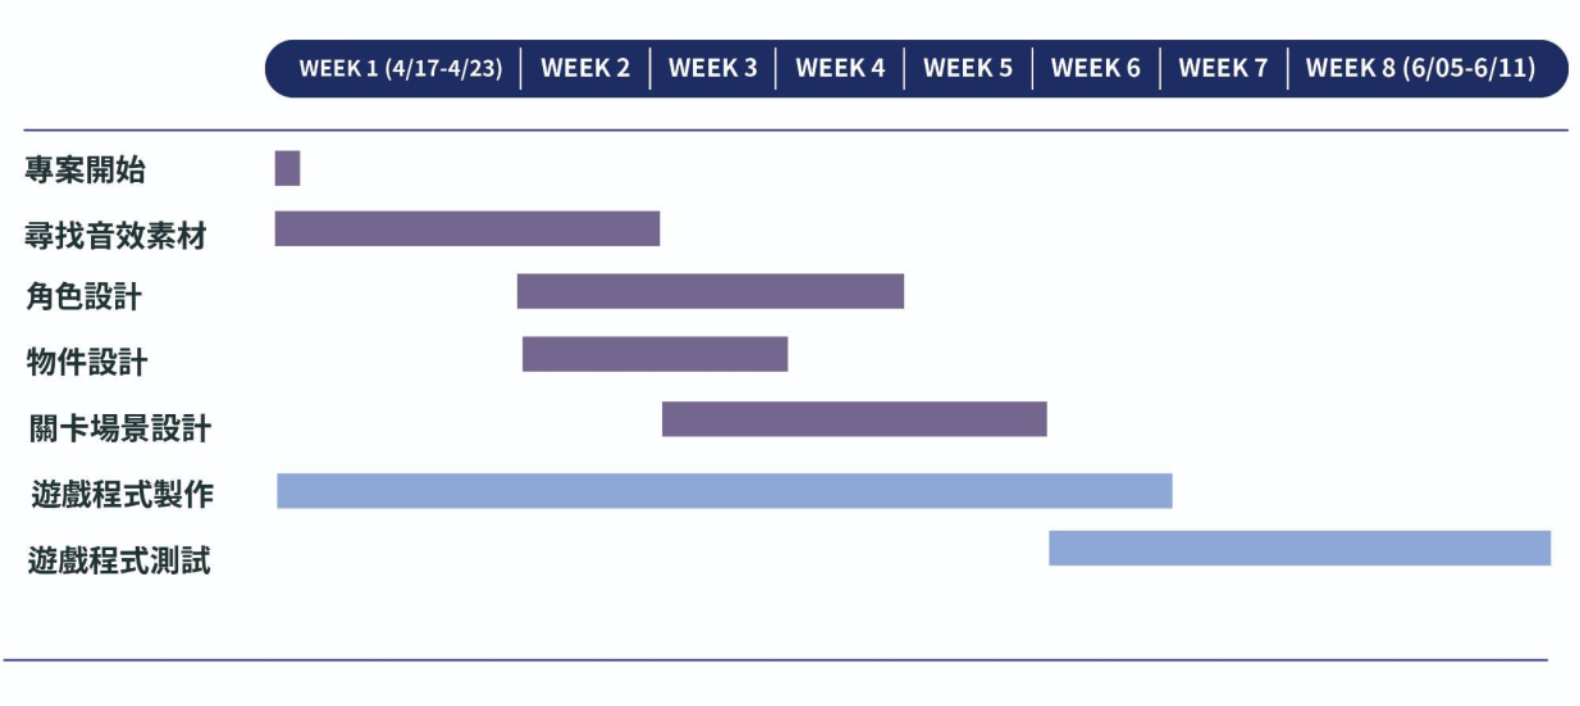 WEEK 1 (4/17-4/23) WEEK 2 WEEK 3 WEEK 4 WEEK 5 WEEK 6 WEEK 7 WEEK 8 (6/05-6/11)
專案開始
尋找音效素材
角色設計
物件設計
關卡場景設計
遊戲程式製作
遊戲程式測試